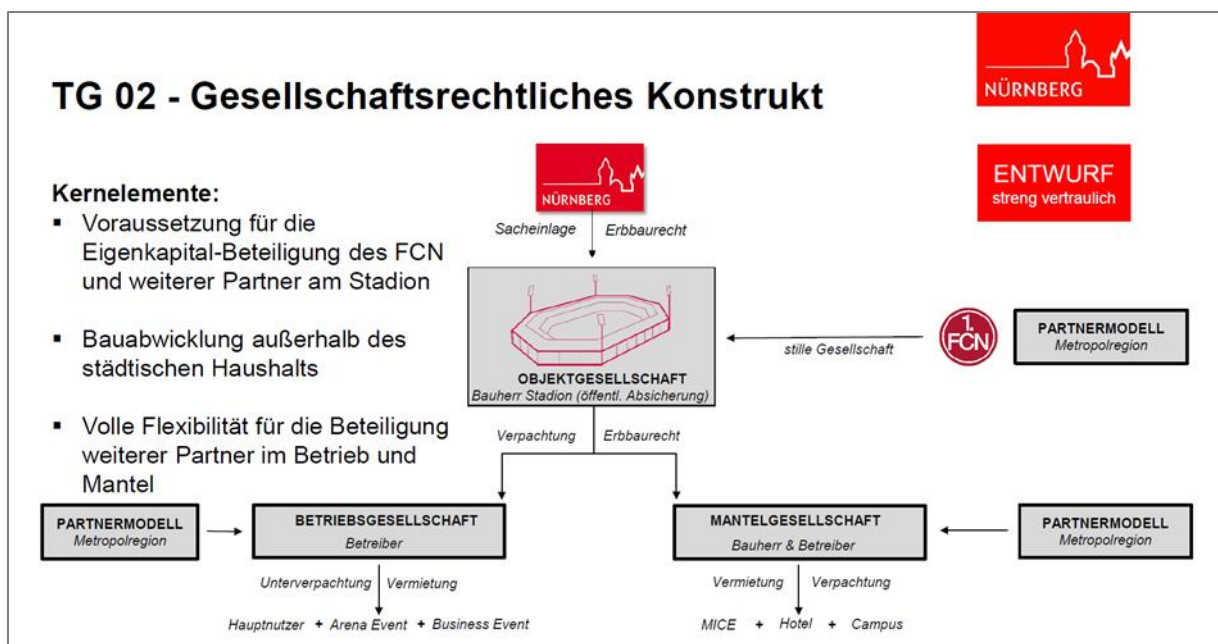 NÜRNBERG
TG 02 - Gesellschaftsrechtliches Konstrukt
ENTWURF
streng vertraulich
Kernelemente:
▪ Voraussetzung für die
Eigenkapital-Beteiligung des FCN
und weiterer Partner am Stadion
▪ Bauabwicklung außerhalb des
städtischen Haushalts
▪ Volle Flexibilität für die Beteiligung
weiterer Partner im Betrieb und
Mantel
NÜRNBERG
Sacheinlage Erbbaurecht
OBJEKTGESELLSCHAFT
Bauherr Stadion (öffentl. Absicherung)
stille Gesellschaft
1.
FCN
PARTNERMODELL
Metropolregion
Verpachtung Erbbaurecht
PARTNERMODELL
Metropolregion
BETRIEBSGESELLSCHAFT
Betreiber
MANTELGESELLSCHAFT
Bauherr & Betreiber
PARTNERMODELL
Metropolregion
Unterverpachtung Vermietung
Hauptnutzer + Arena Event + Business Event
Vermietung Verpachtung
MICE + Hotel + Campus